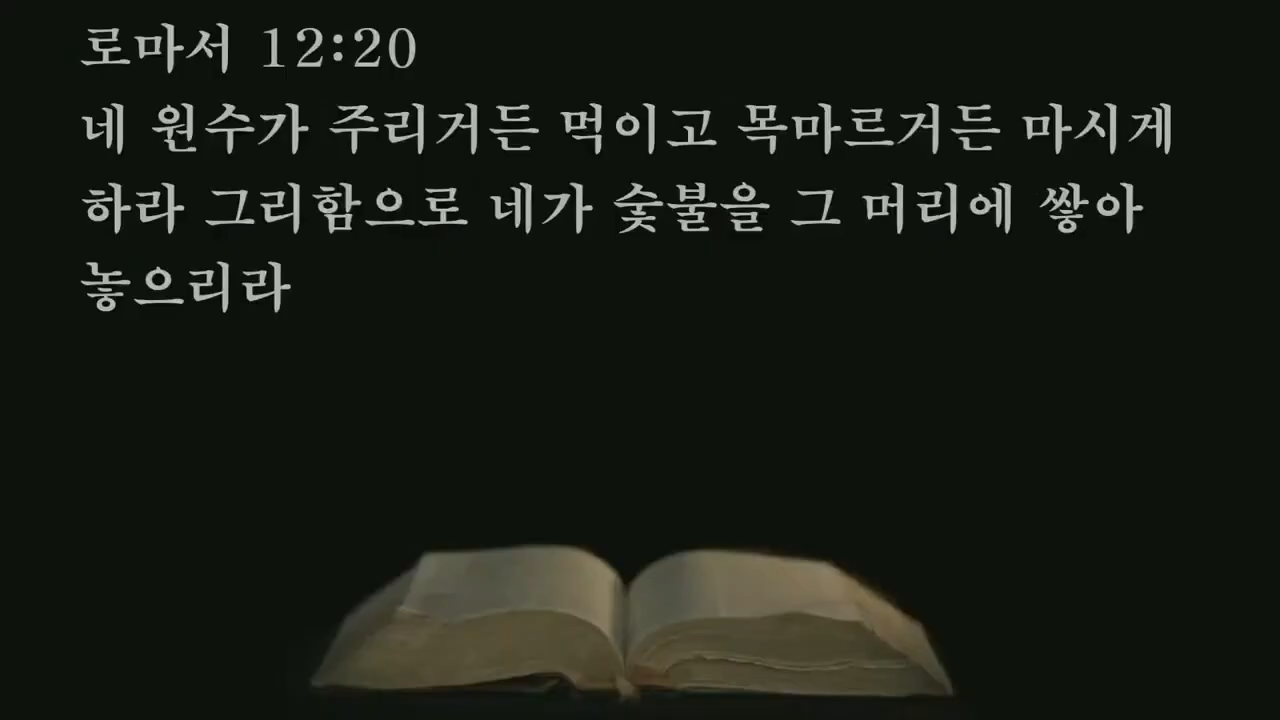 로마서 12:20
네 원수가 주리거든 먹이고 목마르거든 마시게
하라 그리함으로 네가 숯불을 그 머리에 쌓아
놓으리라